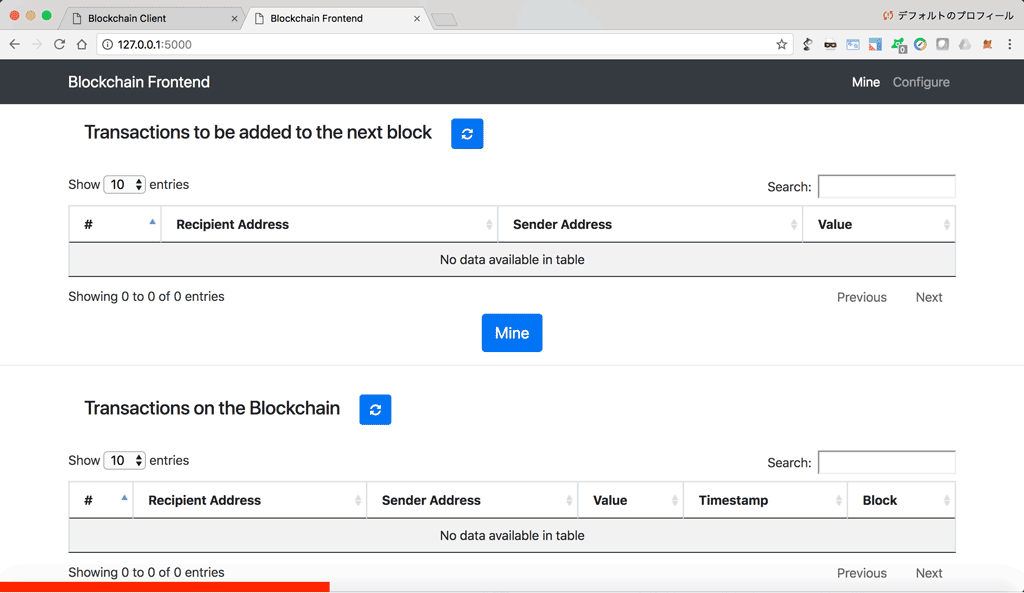 Blockchain Client
Blockchain Frontend
デフォルトのプロフィール
127.0.0.1:5000
0
Blockchain Frontend
Mine Configure
Transactions to be added to the next block
Show 10 entries
Search:
# Recipient Address Sender Address Value
No data available in table
Showing 0 to 0 of 0 entries
Previous Next
Mine
Transactions on the Blockchain
Show 10 entries
Search:
# Recipient Address Sender Address Value Timestamp Block
No data available in table
Showing 0 to 0 of 0 entries
Previous Next